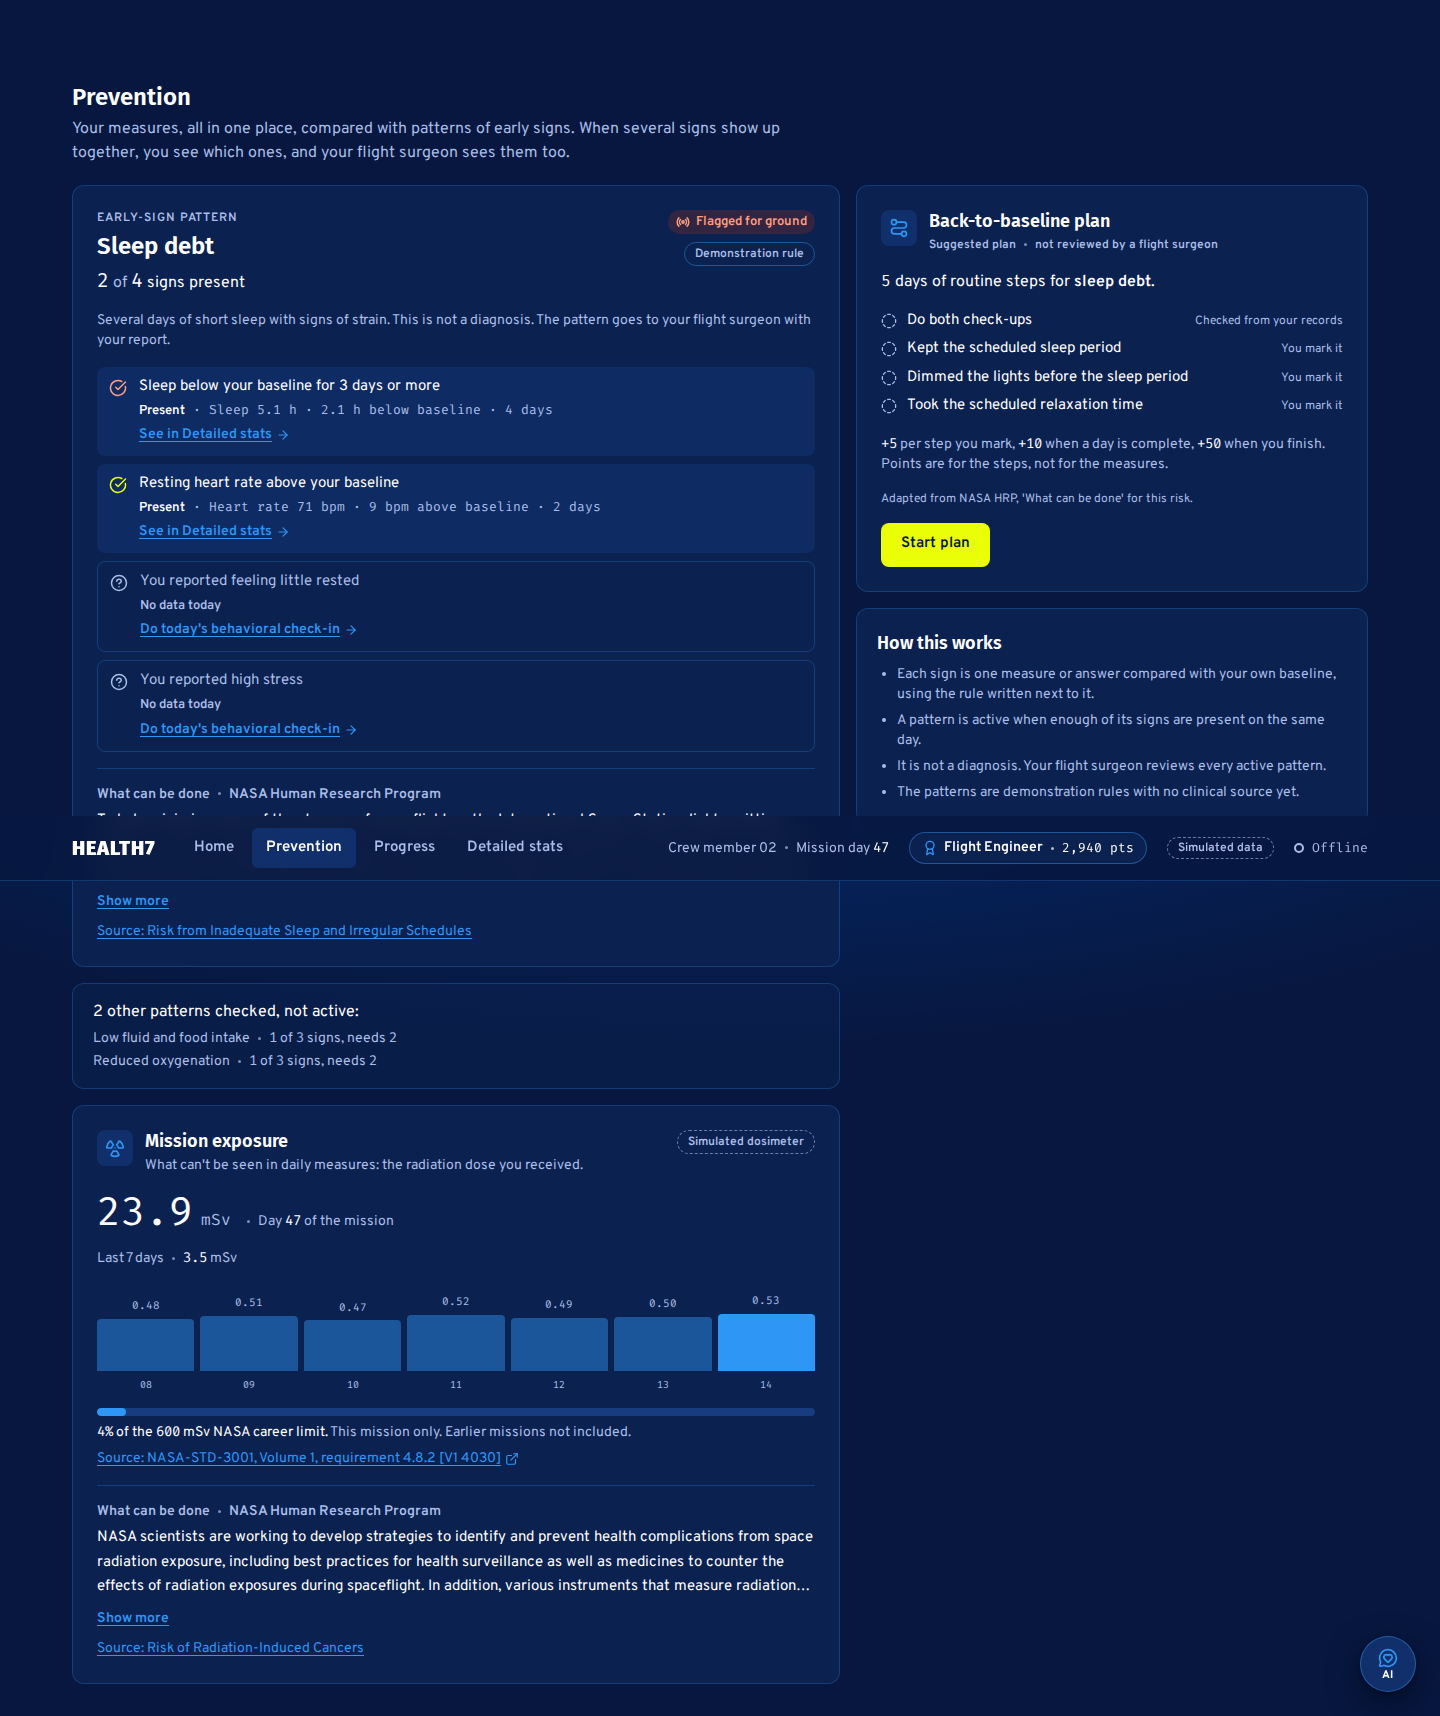 Prevention
Your measures, all in one place, compared with patterns of early signs. When several signs show up
together, you see which ones, and your flight surgeon sees them too.
EARLY-SIGN PATTERN
Flagged for ground
Sleep debt
Demonstration rule
2 of 4 signs present
Several days of short sleep with signs of strain. This is not a diagnosis. The pattern goes to your flight surgeon with
your report.
Sleep below your baseline for 3 days or more
Present · Sleep 5.1 h · 2.1 h below baseline · 4 days
See in Detailed stats →
Resting heart rate above your baseline
Present · Heart rate 71 bpm · 9 bpm above baseline · 2 days
See in Detailed stats →
You reported feeling little rested
No data today
Do today's behavioral check-in →
You reported high stress
No data today
Do today's behavioral check-in →
What can be done · NASA Human Research Program
Back-to-baseline plan
Suggested plan · not reviewed by a flight surgeon
5 days of routine steps for sleep debt.
Do both check-ups Checked from your records
Kept the scheduled sleep period You mark it
Dimmed the lights before the sleep period You mark it
Took the scheduled relaxation time You mark it
+5 per step you mark, +10 when a day is complete, +50 when you finish.
Points are for the steps, not for the measures.
Adapted from NASA HRP, 'What can be done' for this risk.
Start plan
How this works
• Each sign is one measure or answer compared with your own baseline,
using the rule written next to it.
• A pattern is active when enough of its signs are present on the same
day.
• It is not a diagnosis. Your flight surgeon reviews every active pattern.
• The patterns are demonstration rules with no clinical source yet.
HEALTH7 Home Prevention Progress Detailed stats Crew member 02 · Mission day 47 Flight Engineer · 2,940 pts Simulated data Offline
Show more
Source: Risk from Inadequate Sleep and Irregular Schedules
2 other patterns checked, not active:
Low fluid and food intake · 1 of 3 signs, needs 2
Reduced oxygenation · 1 of 3 signs, needs 2
Mission exposure
Simulated dosimeter
What can't be seen in daily measures: the radiation dose you received.
23.9 mSv · Day 47 of the mission
Last 7 days · 3.5 mSv
0.48 0.51 0.47 0.52 0.49 0.50 0.53
08 09 10 11 12 13 14
4% of the 600 mSv NASA career limit. This mission only. Earlier missions not included.
Source: NASA-STD-3001, Volume 1, requirement 4.8.2 [V1 4030]
What can be done · NASA Human Research Program
NASA scientists are working to develop strategies to identify and prevent health complications from space
radiation exposure, including best practices for health surveillance as well as medicines to counter the
effects of radiation exposures during spaceflight. In addition, various instruments that measure radiation…
Show more
Source: Risk of Radiation-Induced Cancers
AI